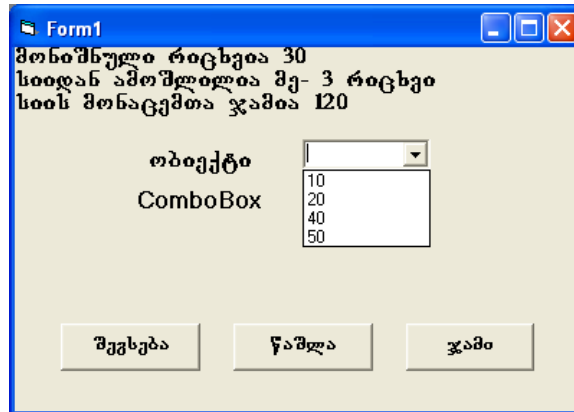 Form1
მონიშნული რიცხვია 30
სიიდან ამოშლილია მე- 3 რიცხვი
სიის მონაცემთა ჯამია 120
ობიექტი
ComboBox
10
20
40
50
შევსება
წაშლა
ჯამი